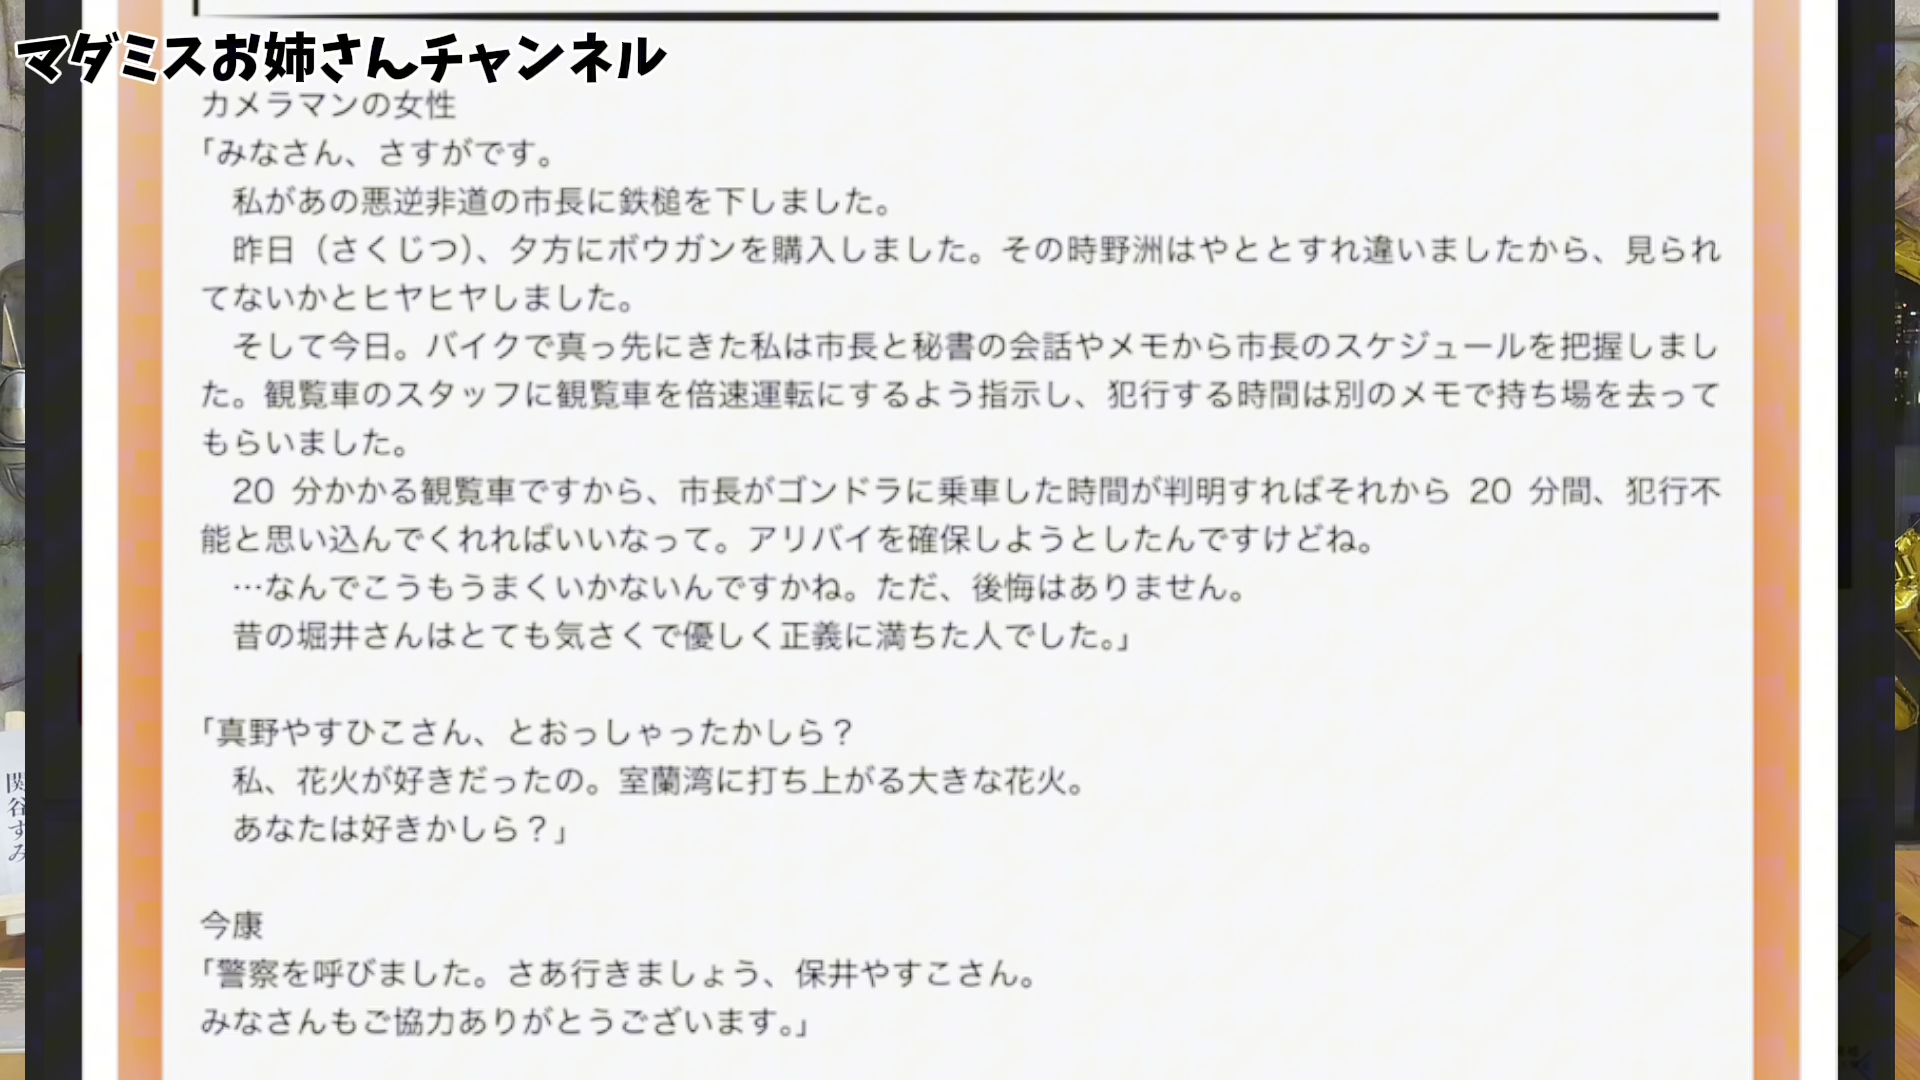 マダミスお姉さんチャンネル
カメラマンの女性
「みなさん、さすがです。
私があの悪逆非道の市長に鉄槌を下しました。
昨日（さくじつ）、夕方にボウガンを購入しました。その時野洲はやととすれ違いましたから、見られ
てないかとヒヤヒヤしました。
そして今日。バイクで真っ先にきた私は市長と秘書の会話やメモから市長のスケジュールを把握しまし
た。観覧車のスタッフに観覧車を倍速運転にするよう指示し、犯行する時間は別のメモで持ち場を去って
もらいました。
20 分かかる観覧車ですから、市長がゴンドラに乗車した時間が判明すればそれから 20 分間、犯行不
能と思い込んでくれればいいなって。アリバイを確保しようとしたんですけどね。
…なんでこうもうまくいかないんですかね。ただ、後悔はありません。
昔の堀井さんはとても気さくで優しく正義に満ちた人でした。」
「真野やすひこさん、とおっしゃったかしら？
私、花火が好きだったの。室蘭湾に打ち上がる大きな花火。
あなたは好きかしら？」
今康
「警察を呼びました。さあ行きましょう、保井やすこさん。
みなさんもご協力ありがとうございます。」
関谷すみ